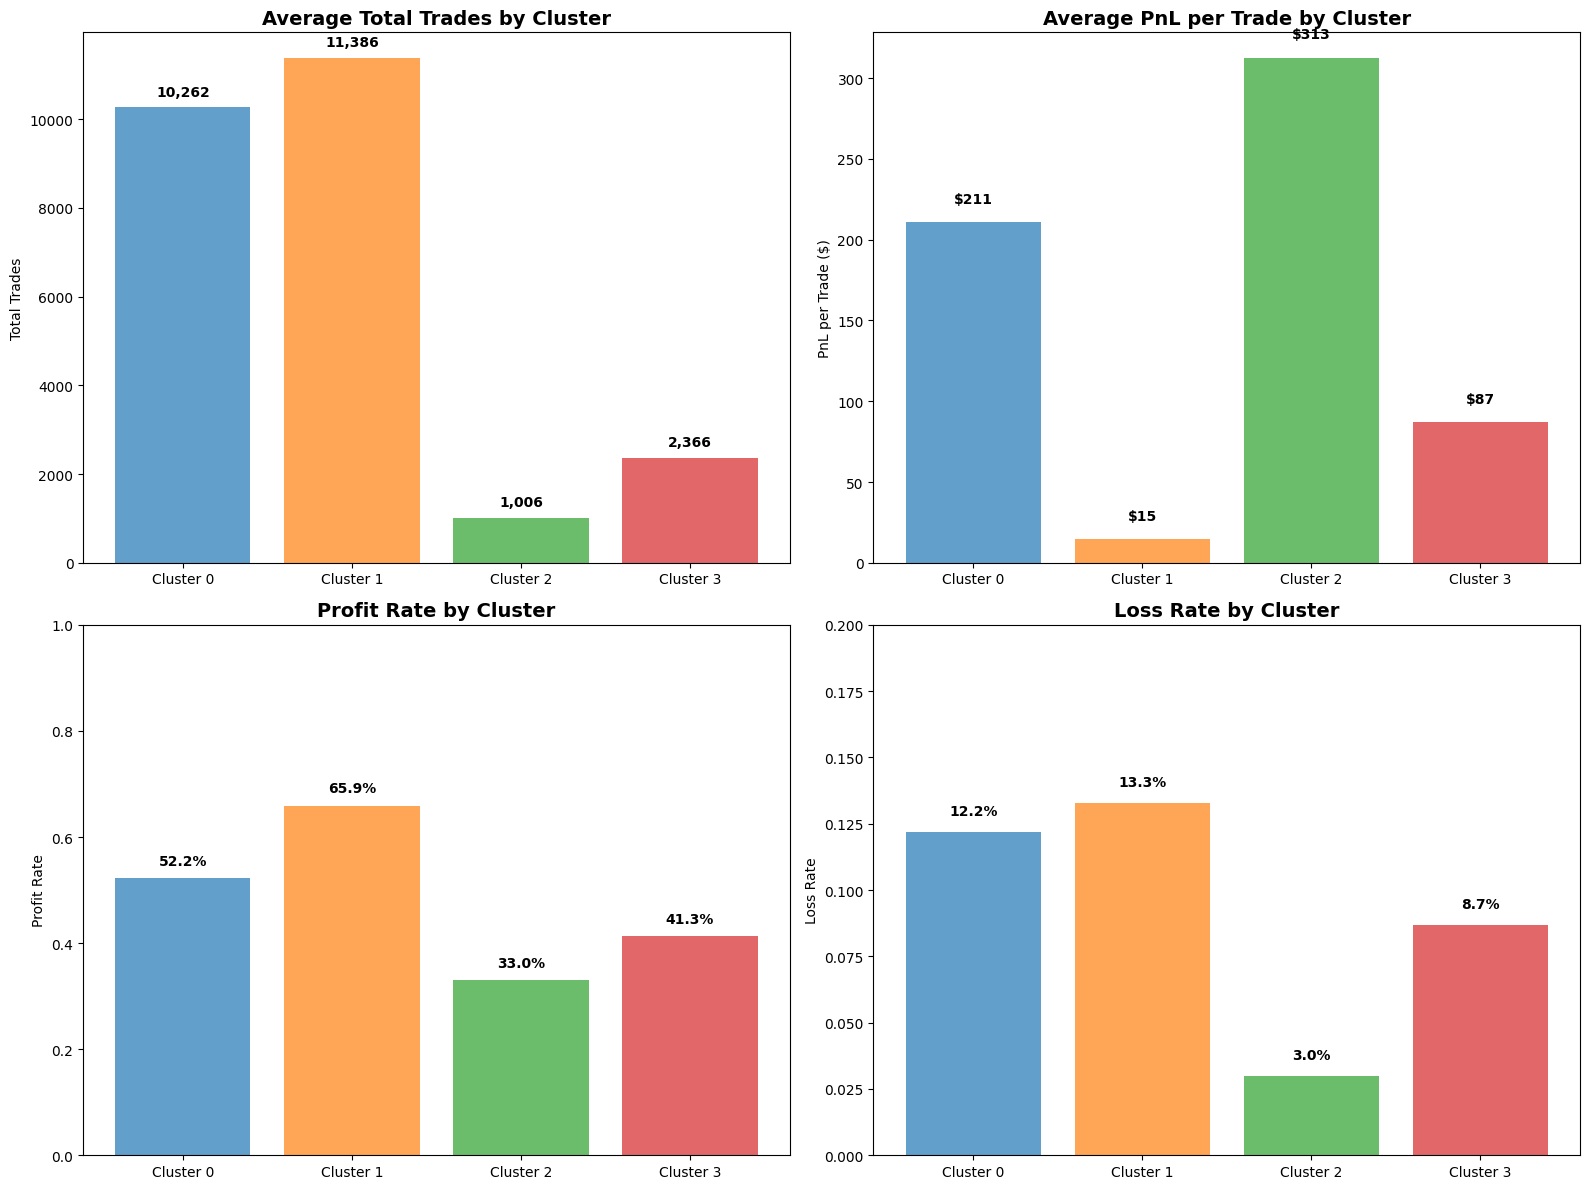 Average Total Trades by Cluster
Total Trades
10000
8000
6000
4000
2000
0
10,262
11,386
1,006
2,366
Cluster 0
Cluster 1
Cluster 2
Cluster 3
Average PnL per Trade by Cluster
PnL per Trade ($)
300
250
200
150
100
50
0
$211
$15
$313
$87
Cluster 0
Cluster 1
Cluster 2
Cluster 3
Profit Rate by Cluster
Profit Rate
1.0
0.8
0.6
0.4
0.2
0.0
52.2%
65.9%
33.0%
41.3%
Cluster 0
Cluster 1
Cluster 2
Cluster 3
Loss Rate by Cluster
Loss Rate
0.200
0.175
0.150
0.125
0.100
0.075
0.050
0.025
0.000
12.2%
13.3%
3.0%
8.7%
Cluster 0
Cluster 1
Cluster 2
Cluster 3